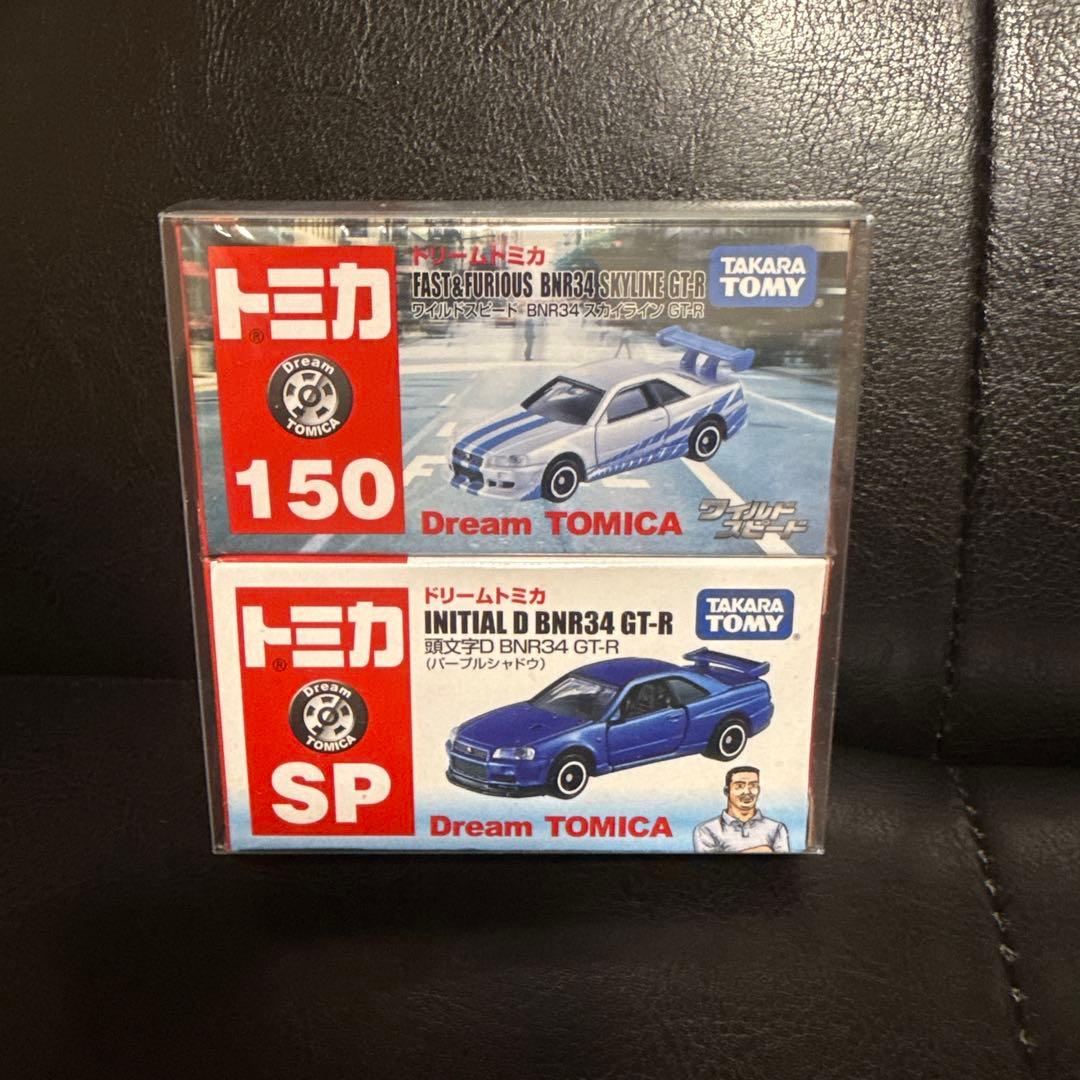 トミカ
®
Dream
TOMICA
150
ドリームトミカ
FAST&FURIOUS BNR34 SKYLINE GT-R
ワイルドスピード BNR34 スカイライン GT-R
TAKARA
TOMY
Dream TOMICA
ワイルド
スピード
トミカ
®
Dream
TOMICA
SP
ドリームトミカ
INITIAL D BNR34 GT-R
頭文字D BNR34 GT-R
(パープルシャドウ)
TAKARA
TOMY
®
Dream TOMICA